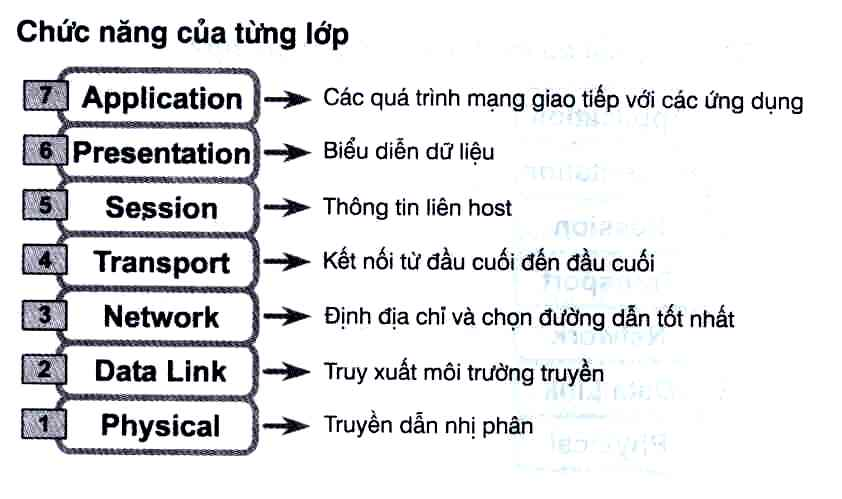 Chức năng của từng lớp
7 Application Các quá trình mạng giao tiếp với các ứng dụng
6 Presentation Biểu diễn dữ liệu
5 Session Thông tin liên host
4 Transport Kết nối từ đầu cuối đến đầu cuối
3 Network Định địa chỉ và chọn đường dẫn tốt nhất
2 Data Link Truy xuất môi trường truyền
1 Physical Truyền dẫn nhị phân